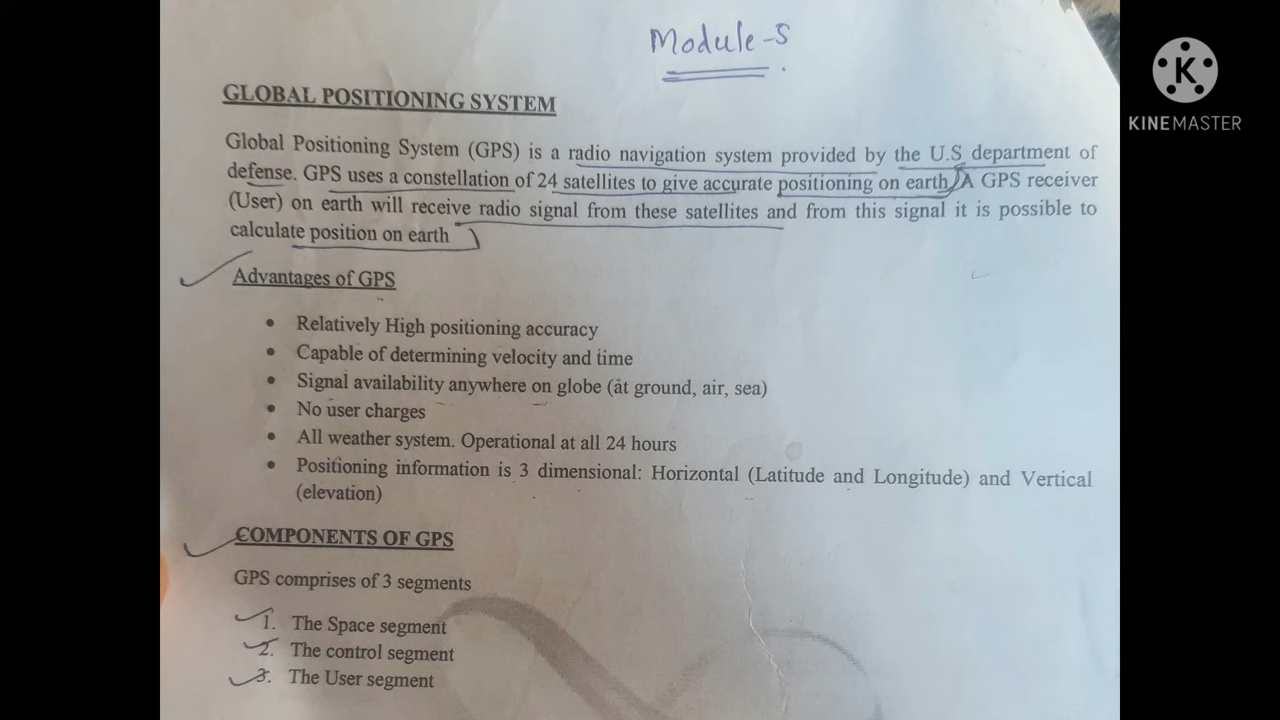 Module-5
GLOBAL POSITIONING SYSTEM
Global Positioning System (GPS) is a radio navigation system provided by the U.S department of
defense. GPS uses a constellation of 24 satellites to give accurate positioning on earth. A GPS receiver
(User) on earth will receive radio signal from these satellites and from this signal it is possible to
calculate position on earth
Advantages of GPS
• Relatively High positioning accuracy
• Capable of determining velocity and time
• Signal availability anywhere on globe (at ground, air, sea)
• No user charges
• All weather system. Operational at all 24 hours
• Positioning information is 3 dimensional: Horizontal (Latitude and Longitude) and Vertical
(elevation)
COMPONENTS OF GPS
GPS comprises of 3 segments
1. The Space segment
2. The control segment
3. The User segment
K
KINEMASTER